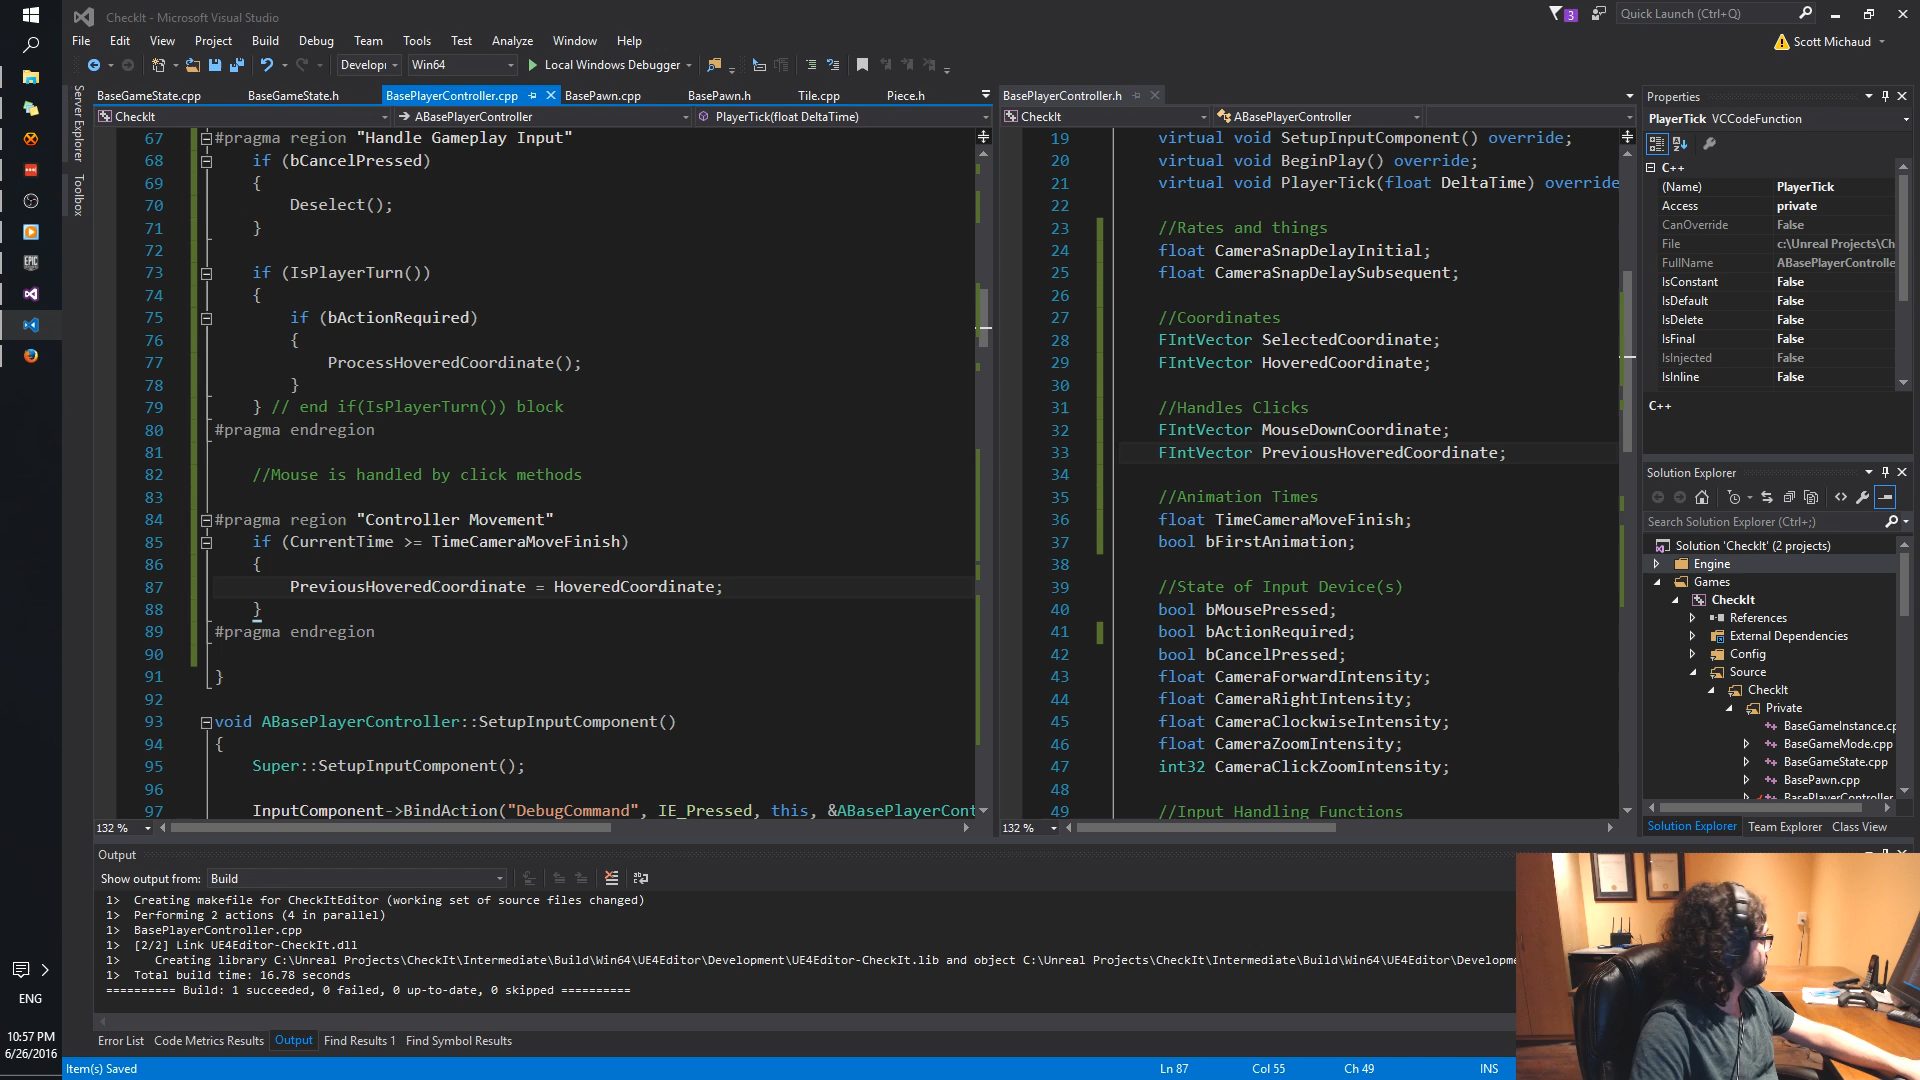 CheckIt - Microsoft Visual Studio
3
Quick Launch (Ctrl+Q)
File Edit View Project Build Debug Team Tools Test Analyze Window Help
Scott Michaud
Develop Win64 Local Windows Debugger
Server Explorer
Toolbox
BaseGameState.cpp BaseGameState.h BasePlayerController.cpp BasePawn.cpp BasePawn.h Tile.cpp Piece.h
CheckIt ABasePlayerController PlayerTick(float DeltaTime)
67 #pragma region "Handle Gameplay Input"
68 if (bCancelPressed)
69 {
70 Deselect();
71 }
72
73 if (IsPlayerTurn())
74 {
75 if (bActionRequired)
76 {
77 ProcessHoveredCoordinate();
78 }
79 } // end if(IsPlayerTurn()) block
80 #pragma endregion
81
82 //Mouse is handled by click methods
83
84 #pragma region "Controller Movement"
85 if (CurrentTime >= TimeCameraMoveFinish)
86 {
87 PreviousHoveredCoordinate = HoveredCoordinate;
88 }
89 #pragma endregion
90
91 }
92
93 void ABasePlayerController::SetupInputComponent()
94 {
95 Super::SetupInputComponent();
96
97 InputComponent->BindAction("DebugCommand", IE_Pressed, this, &ABasePlayerCont
132 %
BasePlayerController.h
CheckIt ABasePlayerController
19 virtual void SetupInputComponent() override;
20 virtual void BeginPlay() override;
21 virtual void PlayerTick(float DeltaTime) override
22
23 //Rates and things
24 float CameraSnapDelayInitial;
25 float CameraSnapDelaySubsequent;
26
27 //Coordinates
28 FIntVector SelectedCoordinate;
29 FIntVector HoveredCoordinate;
30
31 //Handles Clicks
32 FIntVector MouseDownCoordinate;
33 FIntVector PreviousHoveredCoordinate;
34
35 //Animation Times
36 float TimeCameraMoveFinish;
37 bool bFirstAnimation;
38
39 //State of Input Device(s)
40 bool bMousePressed;
41 bool bActionRequired;
42 bool bCancelPressed;
43 float CameraForwardIntensity;
44 float CameraRightIntensity;
45 float CameraClockwiseIntensity;
46 float CameraZoomIntensity;
47 int32 CameraClickZoomIntensity;
48
49 //Input Handling Functions
132 %
Properties
PlayerTick VCCodeFunction
C++
(Name) PlayerTick
Access private
CanOverride False
File c:\Unreal Projects\Ch
FullName ABasePlayerControlle
IsConstant False
IsDefault False
IsDelete False
IsFinal False
IsInjected False
IsInline False
C++
Solution Explorer
Search Solution Explorer (Ctrl+;)
Solution 'CheckIt' (2 projects)
Engine
Games
CheckIt
References
External Dependencies
Config
Source
CheckIt
Private
BaseGameInstance.cp
BaseGameMode.cpp
BaseGameState.cpp
BasePawn.cpp
BasePlayerController
Solution Explorer Team Explorer Class View
Output
Show output from: Build
1> Creating makefile for CheckItEditor (working set of source files changed)
1> Performing 2 actions (4 in parallel)
1> BasePlayerController.cpp
1> [2/2] Link UE4Editor-CheckIt.dll
1> Creating library C:\Unreal Projects\CheckIt\Intermediate\Build\Win64\UE4Editor\Development\UE4Editor-CheckIt.lib and object C:\Unreal Projects\CheckIt\Intermediate\Build\Win64\UE4Editor\Developme
1> Total build time: 16.78 seconds
========== Build: 1 succeeded, 0 failed, 0 up-to-date, 0 skipped ==========
Error List Code Metrics Results Output Find Results 1 Find Symbol Results
Item(s) Saved Ln 87 Col 55 Ch 49 INS
EPIC
ENG
10:57 PM
6/26/2016